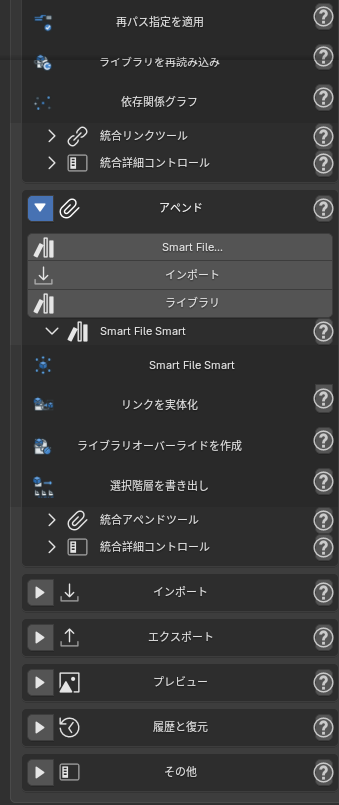 再パス指定を適用
ライブラリを再読み込み
依存関係グラフ
統合リンクツール
統合詳細コントロール
アペンド
Smart File...
インポート
ライブラリ
Smart File Smart
Smart File Smart
リンクを実体化
ライブラリオーバーライドを作成
選択階層を書き出し
統合アペンドツール
統合詳細コントロール
インポート
エクスポート
プレビュー
履歴と復元
その他